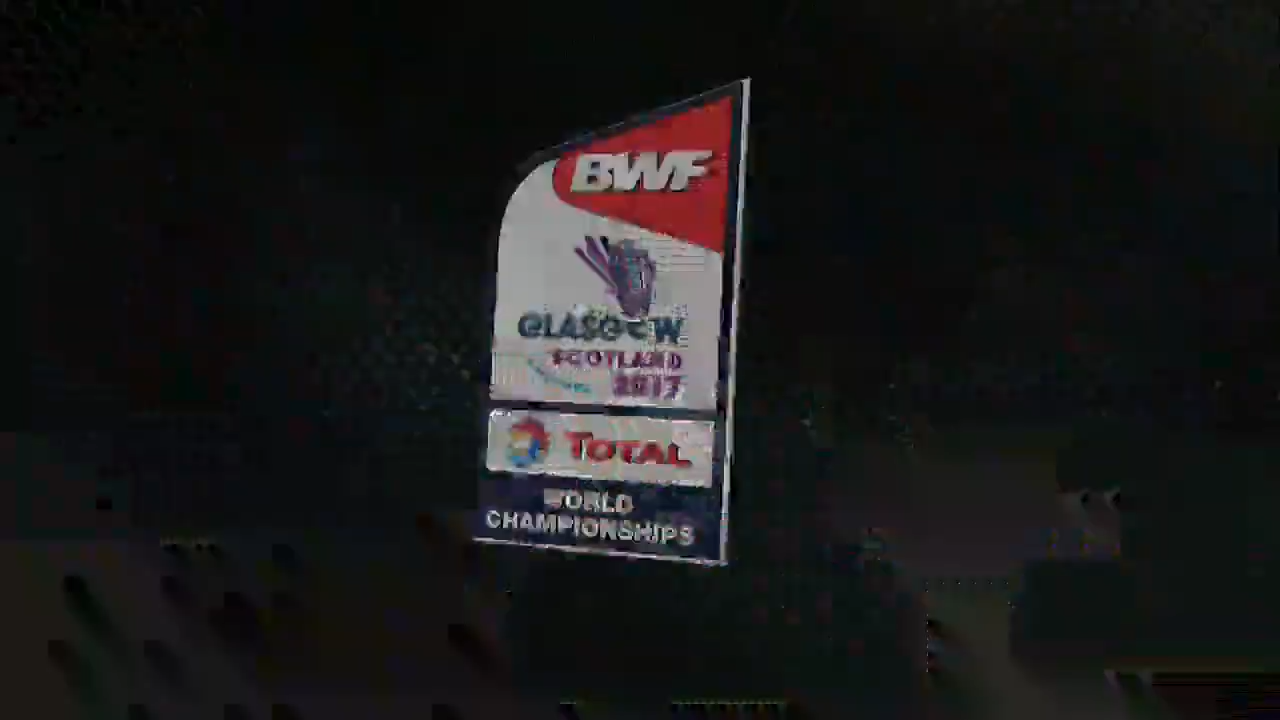 BWF
GLASGOW
SCOTLAND
2017
TOTAL
WORLD
CHAMPIONSHIPS